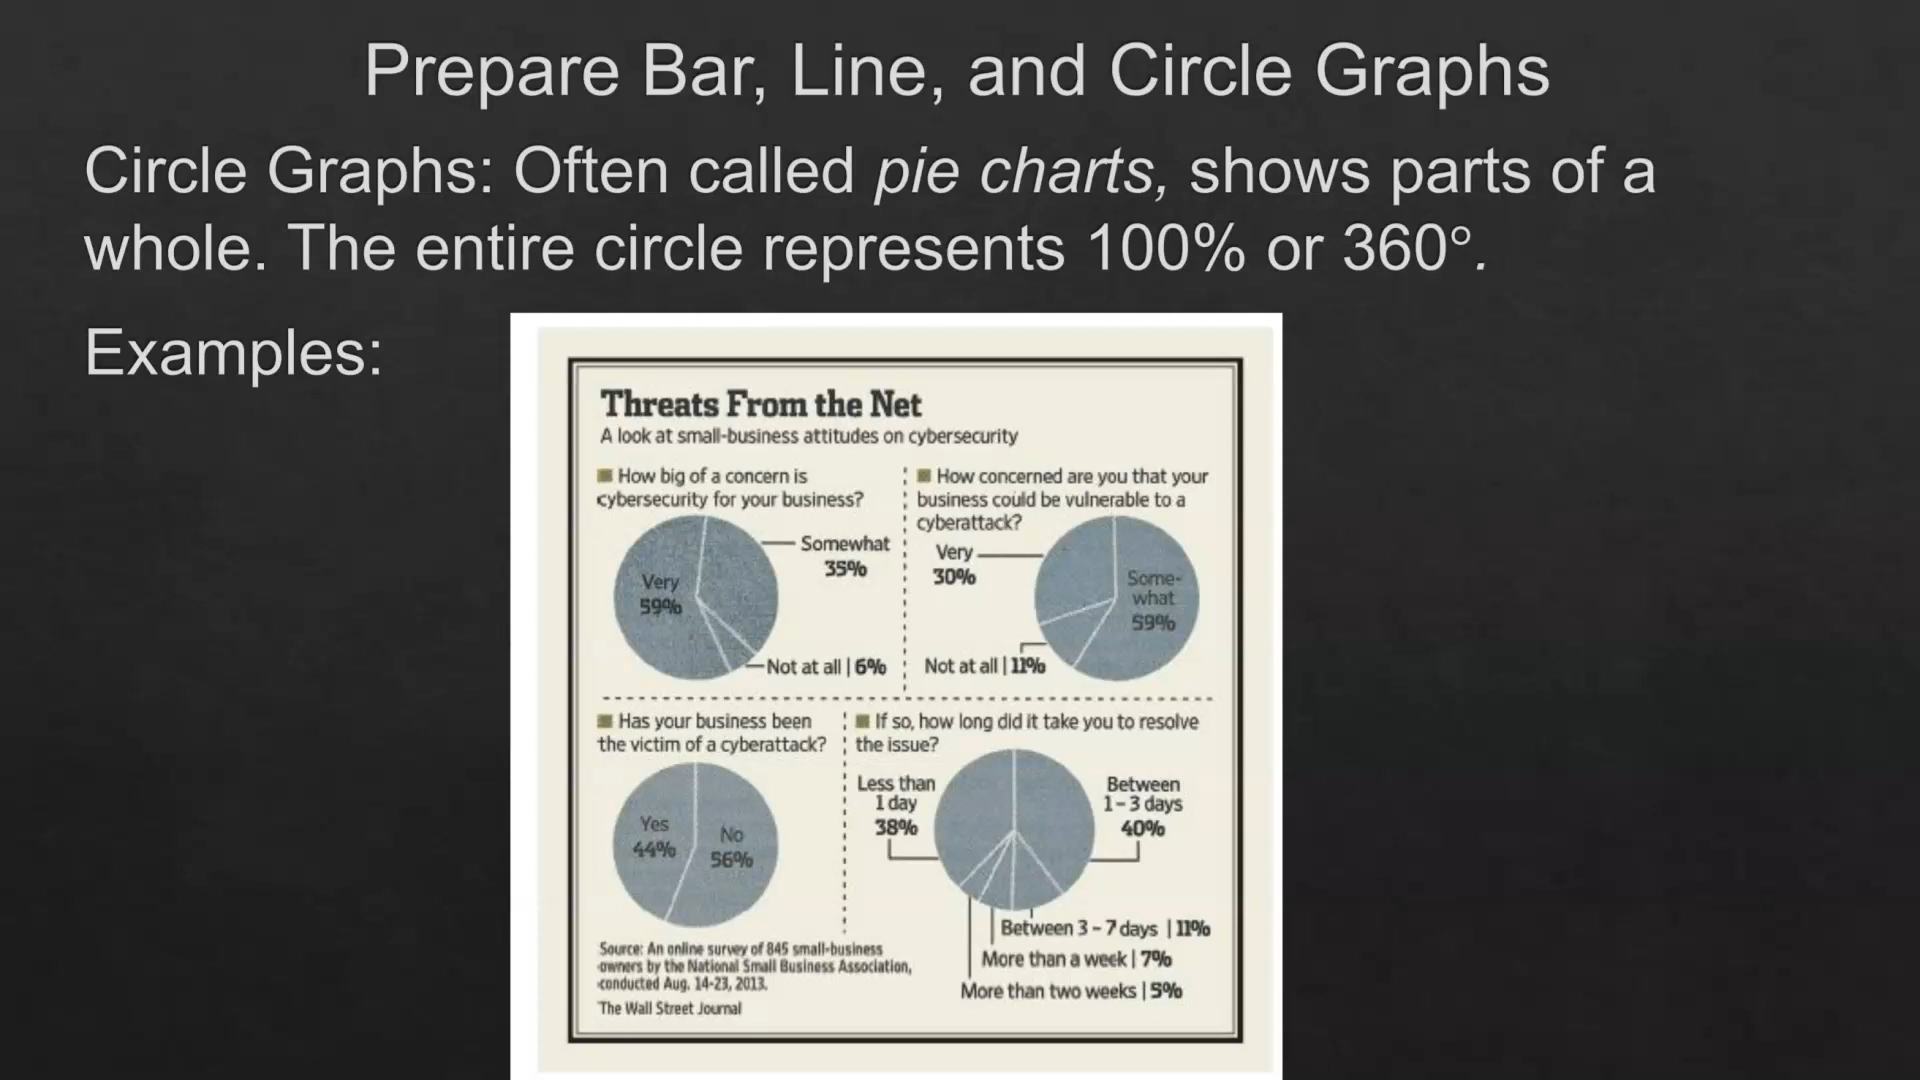 Prepare Bar, Line, and Circle Graphs
Circle Graphs: Often called pie charts, shows parts of a
whole. The entire circle represents 100% or 360°.
Examples:
Threats From the Net
A look at small-business attitudes on cybersecurity
How big of a concern is
cybersecurity for your business?
Somewhat
35%
Very
59%
Not at all | 6%
How concerned are you that your
business could be vulnerable to a
cyberattack?
Very
30%
Some-
what
59%
Not at all | 11%
Has your business been
the victim of a cyberattack?
Yes
44%
No
56%
If so, how long did it take you to resolve
the issue?
Less than
1 day
38%
Between
1-3 days
40%
Between 3-7 days | 11%
More than a week | 7%
More than two weeks | 5%
Source: An online survey of 845 small-business
owners by the National Small Business Association,
conducted Aug. 14-23, 2013.
The Wall Street Journal